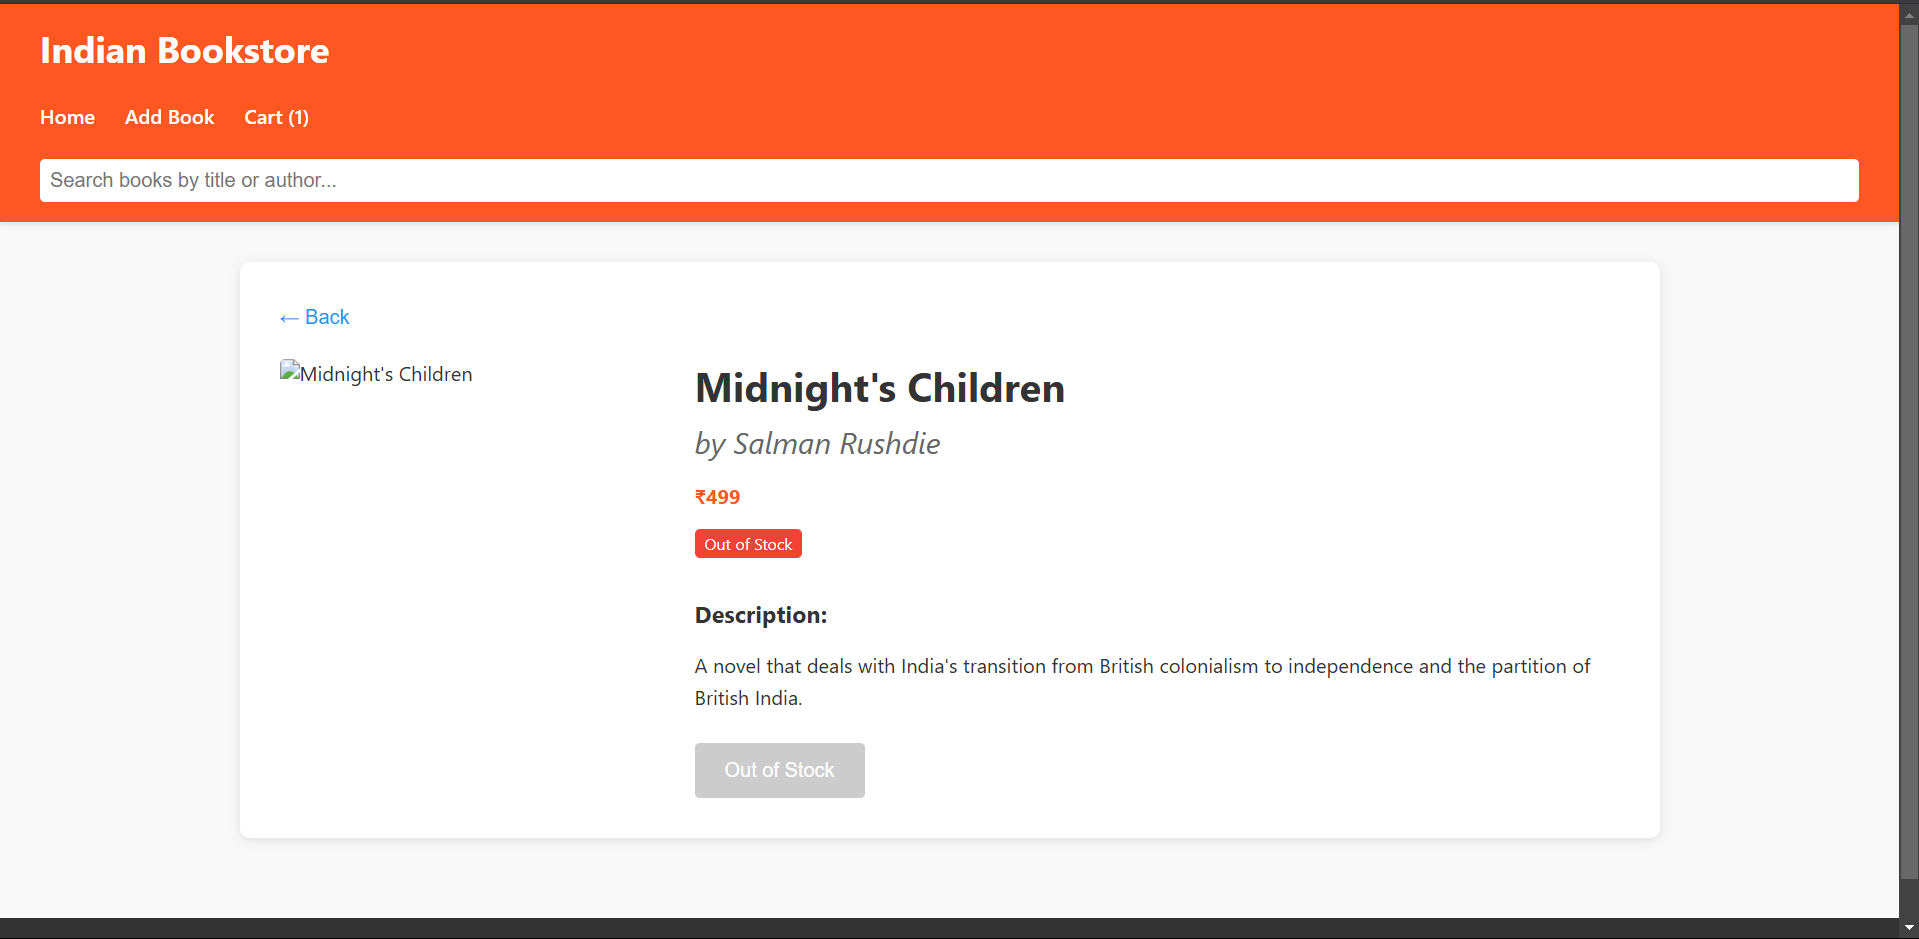 Indian Bookstore
Home Add Book Cart (1)
Search books by title or author...
← Back
Midnight's Children
Midnight's Children
by Salman Rushdie
₹499
Out of Stock
Description:
A novel that deals with India's transition from British colonialism to independence and the partition of
British India.
Out of Stock